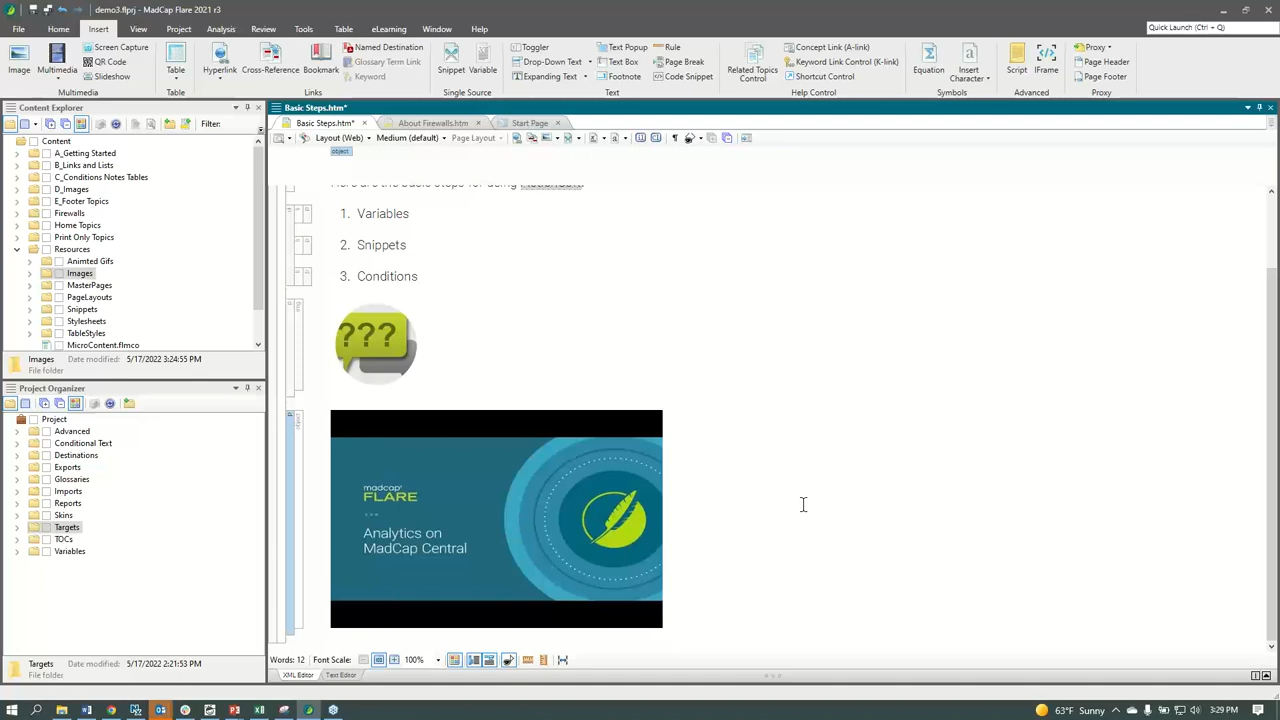 demo3.flprj - MadCap Flare 2021 r3
Quick Launch (Ctrl + Q)
File Home Insert View Project Analysis Review Tools Table eLearning Window Help
Image
Multimedia
Screen Capture
QR Code
Slideshow
Multimedia
Table
Table
Hyperlink
Cross-Reference
Bookmark
Named Destination
Glossary Term Link
Keyword
Links
Snippet
Variable
Single Source
Toggler
Drop-Down Text
Expanding Text
Text Popup
Text Box
Footnote
Rule
Page Break
Code Snippet
Text
Related Topics
Control
Concept Link (A-link)
Keyword Link Control (K-link)
Shortcut Control
Help Control
Equation
Insert
Character
Symbols
Script
IFrame
Advanced
Proxy
Page Header
Page Footer
Proxy
Content Explorer
Filter:
Content
A_Getting Started
B_Links and Lists
C_Conditions Notes Tables
D_Images
E_Footer Topics
Firewalls
Home Topics
Print Only Topics
Resources
Animted Gifs
Images
MasterPages
PageLayouts
Snippets
Stylesheets
TableStyles
MicroContent.flmco
Images Date modified: 5/17/2022 3:24:55 PM
File folder
Project Organizer
Project
Advanced
Conditional Text
Destinations
Exports
Glossaries
Imports
Reports
Skins
Targets
TOCs
Variables
Targets Date modified: 5/17/2022 2:21:53 PM
File folder
Basic Steps.htm*
Basic Steps.htm* About Firewalls.htm Start Page
Layout (Web) Medium (default) Page Layout
object
Here are the basic steps for using
1. Variables
2. Snippets
3. Conditions
???
madcap
FLARE
Analytics on
MadCap Central
Words: 12 Font Scale: 100%
XML Editor Text Editor
63°F Sunny 3:29 PM